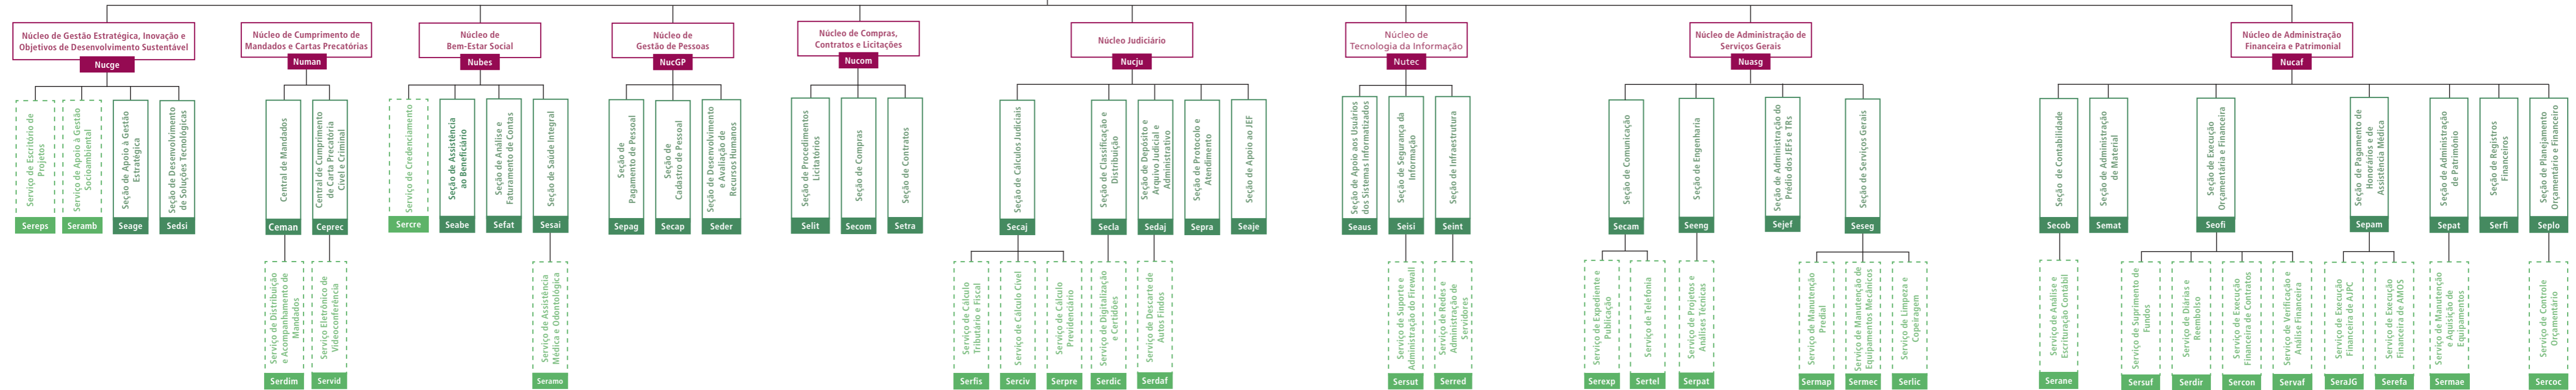 Núcleo de Gestão Estratégica, Inovação e
Objetivos de Desenvolvimento Sustentável
Nucge
Núcleo de Cumprimento de
Mandados e Cartas Precatórias
Numan
Núcleo de
Bem-Estar Social
Nubes
Núcleo de
Gestão de Pessoas
NucGP
Núcleo de Compras,
Contratos e Licitações
Nucom
Núcleo Judiciário
Nucju
Núcleo de
Tecnologia da Informação
Nutec
Núcleo de Administração de
Serviços Gerais
Nuasg
Núcleo de Administração
Financeira e Patrimonial
Nucaf
Serviço de Escritório de
Projetos
Sereps
Serviço de Apoio à Gestão
Socioambiental
Seramb
Seção de Apoio à Gestão
Estratégica
Seage
Seção de Desenvolvimento
de Soluções Tecnológicas
Sedsi
Central de Mandados
Ceman
Central de Cumprimento
de Carta Precatória
Cível e Criminal
Ceprec
Serviço de Credenciamento
Sercre
Seção de Assistência
ao Beneficiário
Seabe
Seção de Análise e
Faturamento de Contas
Sefat
Seção de Saúde Integral
Sesai
Seção de
Pagamento de Pessoal
Sepag
Seção de
Cadastro de Pessoal
Secap
Seção de Desenvolvimento
e Avaliação de
Recursos Humanos
Seder
Seção de Procedimentos
Licitatórios
Selit
Seção de Compras
Secom
Seção de Contratos
Setra
Seção de Cálculos Judiciais
Secaj
Seção de Classificação e
Distribuição
Secla
Seção de Depósito e
Arquivo Judicial e
Administrativo
Sedaj
Seção de Protocolo e
Atendimento
Sepra
Seção de Apoio ao JEF
Seaje
Seção de Apoio aos Usuários
dos Sistemas Informatizados
Seaus
Seção de Segurança da
Informação
Seisi
Seção de Infraestrutura
Seint
Seção de Comunicação
Secam
Seção de Engenharia
Seeng
Seção de Administração do
Prédio dos JEFs e TRs
Sejef
Seção de Serviços Gerais
Seseg
Seção de Contabilidade
Secob
Seção de Administração
de Material
Semat
Seção de Execução
Orçamentária e Financeira
Seofi
Seção de Pagamento de
Honorários e de
Assistência Médica
Sepam
Seção de Administração
de Patrimônio
Sepat
Seção de Registros
Financeiros
Serfi
Seção de Planejamento
Orçamentário e Financeiro
Seplo
Serviço de Distribuição
e Acompanhamento de
Mandados
Serdim
Serviço Eletrônico de
Videoconferência
Servid
Serviço de Assistência
Médica e Odontológica
Seramo
Serviço de Cálculo
Tributário e Fiscal
Serfis
Serviço de Cálculo Cível
Serciv
Serviço de Cálculo
Previdenciário
Serpre
Serviço de Digitalização
e Certidões
Serdic
Serviço de Descarte de
Autos Findos
Serdaf
Serviço de Suporte e
Administração do Firewall
Sersut
Serviço de Redes e
Administração de
Servidores
Serred
Serviço de Expediente e
Publicação
Serexp
Serviço de Telefonia
Sertel
Serviço de Projetos e
Análises Técnicas
Serpat
Serviço de Manutenção
Predial
Sermap
Serviço de Manutenção de
Equipamentos Mecânicos
Sermec
Serviço de Limpeza e
Copeiragem
Serlic
Serviço de Análise e
Escrituração Contábil
Serane
Serviço de Suprimento de
Fundos
Sersuf
Serviço de Diárias e
Reembolso
Serdir
Serviço de Execução
Financeira de Contratos
Sercon
Serviço de Verificação e
Análise Financeira
Servaf
Serviço de Execução
Financeira de AJPC
SeraJG
Serviço de Execução
Financeira de AMOS
Serefa
Serviço de Manutenção
e Aquisição de
Equipamentos
Sermae
Serviço de Controle
Orçamentário
Sercoc